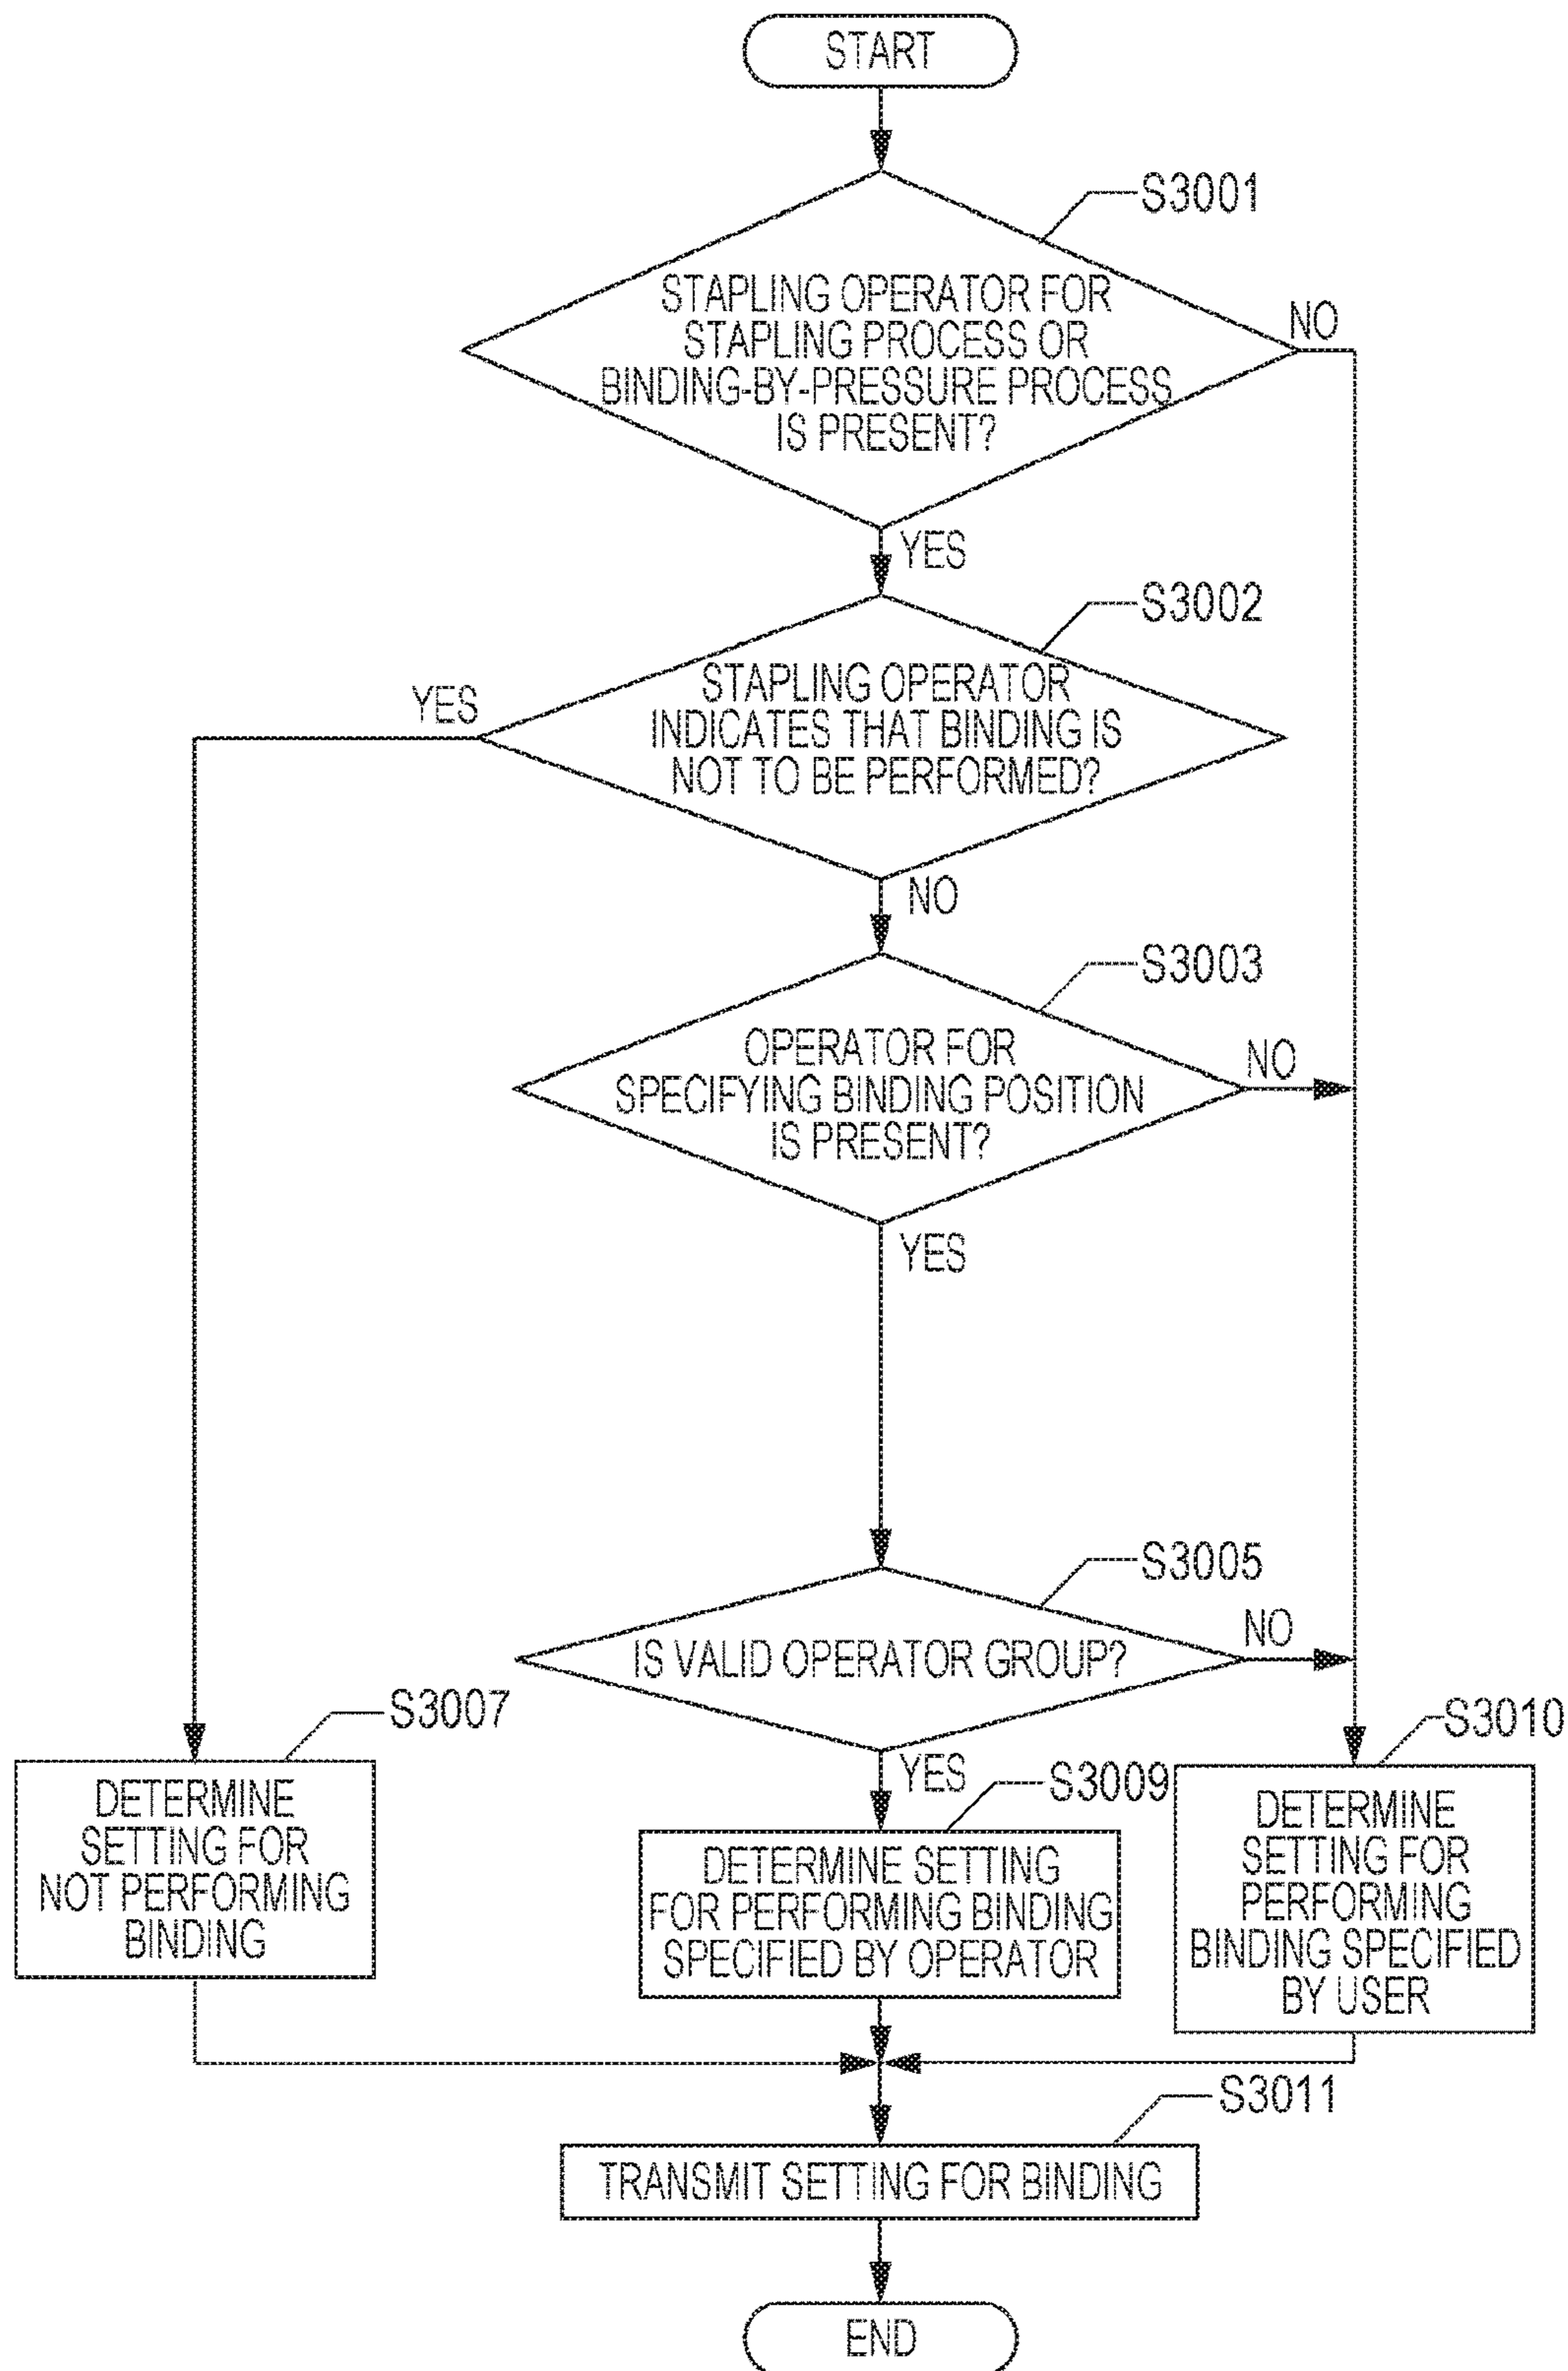 START
S3001
STAPLING OPERATOR FOR
STAPLING PROCESS OR
BINDING-BY-PRESSURE PROCESS
IS PRESENT?
NO
YES
S3002
STAPLING OPERATOR
INDICATES THAT BINDING IS
NOT TO BE PERFORMED?
YES
NO
S3003
OPERATOR FOR
SPECIFYING BINDING POSITION
IS PRESENT?
NO
YES
S3005
IS VALID OPERATOR GROUP?
NO
YES
S3007
DETERMINE
SETTING FOR
NOT PERFORMING
BINDING
S3009
DETERMINE SETTING
FOR PERFORMING BINDING
SPECIFIED BY OPERATOR
S3010
DETERMINE
SETTING FOR
PERFORMING
BINDING SPECIFIED
BY USER
S3011
TRANSMIT SETTING FOR BINDING
END